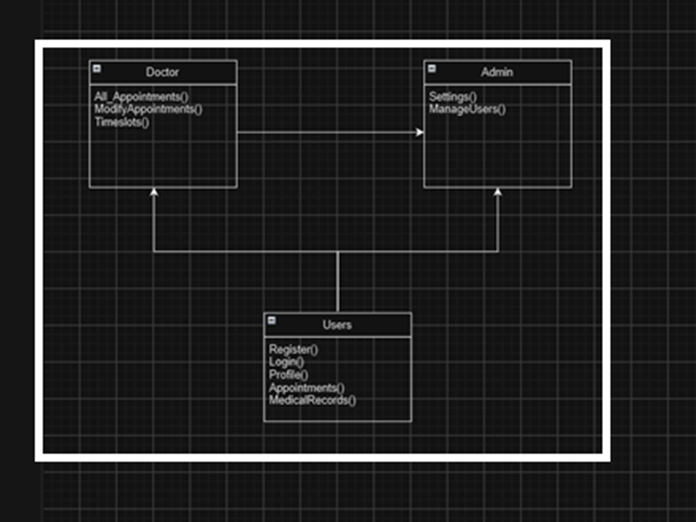 Doctor
All_Appointments()
ModifyAppointments()
Timeslots()
Admin
Settings()
ManageUsers()
Users
Register()
Login()
Profile()
Appointments()
MedicalRecords()